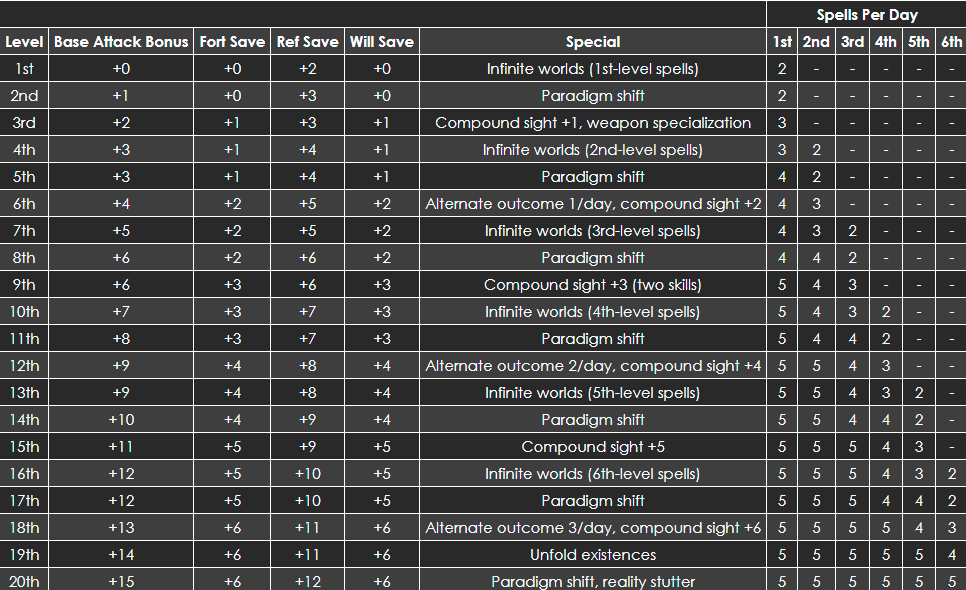 Spells Per Day
Level Base Attack Bonus Fort Save Ref Save Will Save Special 1st 2nd 3rd 4th 5th 6th
1st +0 +0 +2 +0 Infinite worlds (1st-level spells) 2 - - - - -
2nd +1 +0 +3 +0 Paradigm shift 2 - - - - -
3rd +2 +1 +3 +1 Compound sight +1, weapon specialization 3 - - - - -
4th +3 +1 +4 +1 Infinite worlds (2nd-level spells) 3 2 - - - -
5th +3 +1 +4 +1 Paradigm shift 4 2 - - - -
6th +4 +2 +5 +2 Alternate outcome 1/day, compound sight +2 4 3 - - - -
7th +5 +2 +5 +2 Infinite worlds (3rd-level spells) 4 3 2 - - -
8th +6 +2 +6 +2 Paradigm shift 4 4 2 - - -
9th +6 +3 +6 +3 Compound sight +3 (two skills) 5 4 3 - - -
10th +7 +3 +7 +3 Infinite worlds (4th-level spells) 5 4 3 2 - -
11th +8 +3 +7 +3 Paradigm shift 5 4 4 2 - -
12th +9 +4 +8 +4 Alternate outcome 2/day, compound sight +4 5 5 4 3 - -
13th +9 +4 +8 +4 Infinite worlds (5th-level spells) 5 5 4 3 2 -
14th +10 +4 +9 +4 Paradigm shift 5 5 4 4 2 -
15th +11 +5 +9 +5 Compound sight +5 5 5 5 4 3 -
16th +12 +5 +10 +5 Infinite worlds (6th-level spells) 5 5 5 4 3 2
17th +12 +5 +10 +5 Paradigm shift 5 5 5 4 4 2
18th +13 +6 +11 +6 Alternate outcome 3/day, compound sight +6 5 5 5 5 4 3
19th +14 +6 +11 +6 Unfold existences 5 5 5 5 5 4
20th +15 +6 +12 +6 Paradigm shift, reality stutter 5 5 5 5 5 5